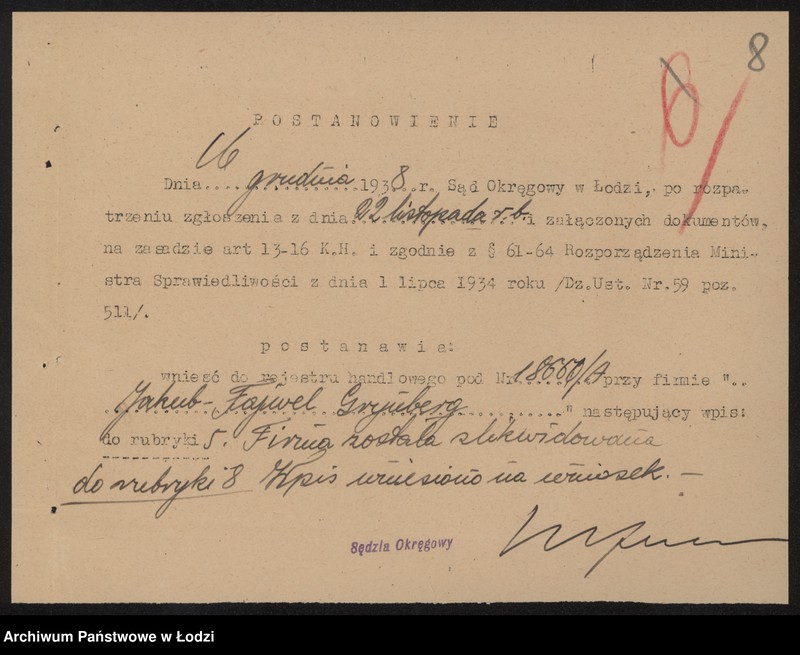 8
8
POSTANOWIENIE
Dnia 16 grudnia 1938 r. Sąd Okręgowy w Łodzi, po rozpa-
trzeniu zgłoszenia z dnia 22 listopada r.b. i załączonych dokumentów,
na zasadzie art 13-16 K.H. i zgodnie z § 61-64 Rozporządzenia Mini-
stra Sprawiedliwości z dnia 1 lipca 1934 roku /Dz.Ust. Nr.59 poz.
511/.
postanawia:
wnieść do rejestru handlowego pod Nr 18660/A przy firmie "..
Jakub-Fajwel Grynberg " następujący wpis:
do rubryki 5. Firma została zlikwidowana
do rubryki 8 Wpis wniesiono na wniosek. –
Sędzia Okręgowy
Archiwum Państwowe w Łodzi